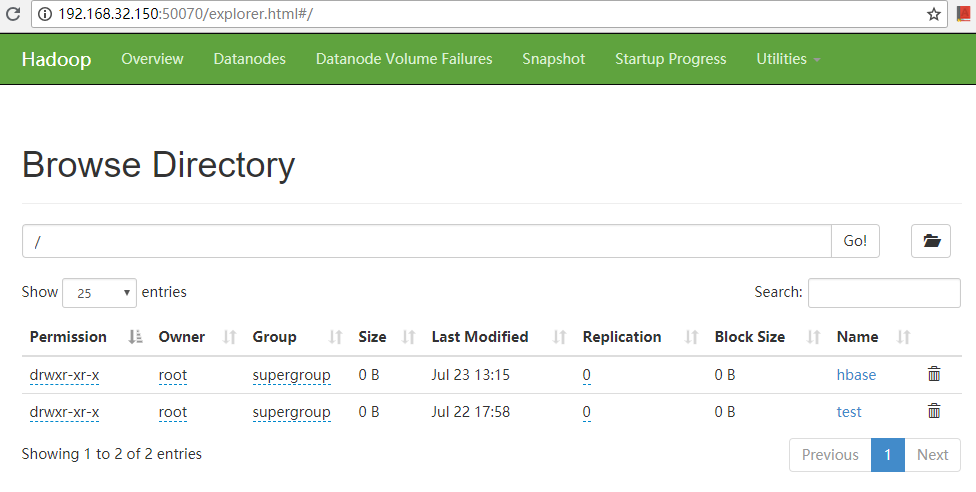 192.168.32.150:50070/explorer.html#/
Hadoop Overview Datanodes Datanode Volume Failures Snapshot Startup Progress Utilities
Browse Directory
/ Go!
Show 25 entries Search:
Permission Owner Group Size Last Modified Replication Block Size Name
drwxr-xr-x root supergroup 0 B Jul 23 13:15 0 0 B hbase
drwxr-xr-x root supergroup 0 B Jul 22 17:58 0 0 B test
Showing 1 to 2 of 2 entries Previous 1 Next